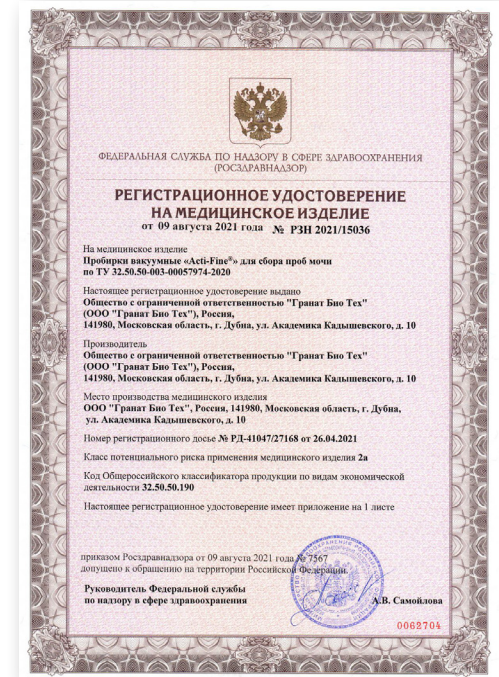 ФЕДЕРАЛЬНАЯ СЛУЖБА ПО НАДЗОРУ В СФЕРЕ ЗДРАВООХРАНЕНИЯ
(РОСЗДРАВНАДЗОР)
РЕГИСТРАЦИОННОЕ УДОСТОВЕРЕНИЕ
НА МЕДИЦИНСКОЕ ИЗДЕЛИЕ
от 09 августа 2021 года № РЗН 2021/15036
На медицинское изделие
Пробирки вакуумные «Acti-Fine®» для сбора проб мочи
по ТУ 32.50.50-003-00057974-2020
Настоящее регистрационное удостоверение выдано
Общество с ограниченной ответственностью "Гранат Био Тех"
(ООО "Гранат Био Тех"), Россия,
141980, Московская область, г. Дубна, ул. Академика Кадышевского, д. 10
Производитель
Общество с ограниченной ответственностью "Гранат Био Тех"
(ООО "Гранат Био Тех"), Россия,
141980, Московская область, г. Дубна, ул. Академика Кадышевского, д. 10
Место производства медицинского изделия
ООО "Гранат Био Тех", Россия, 141980, Московская область, г. Дубна,
ул. Академика Кадышевского, д. 10
Номер регистрационного досье № РД-41047/27168 от 26.04.2021
Класс потенциального риска применения медицинского изделия 2а
Код Общероссийского классификатора продукции по видам экономической
деятельности 32.50.50.190
Настоящее регистрационное удостоверение имеет приложение на 1 листе
приказом Росздравнадзора от 09 августа 2021 года № 7567
допущено к обращению на территории Российской Федерации.
Руководитель Федеральной службы
по надзору в сфере здравоохранения
А.В. Самойлова
0062704